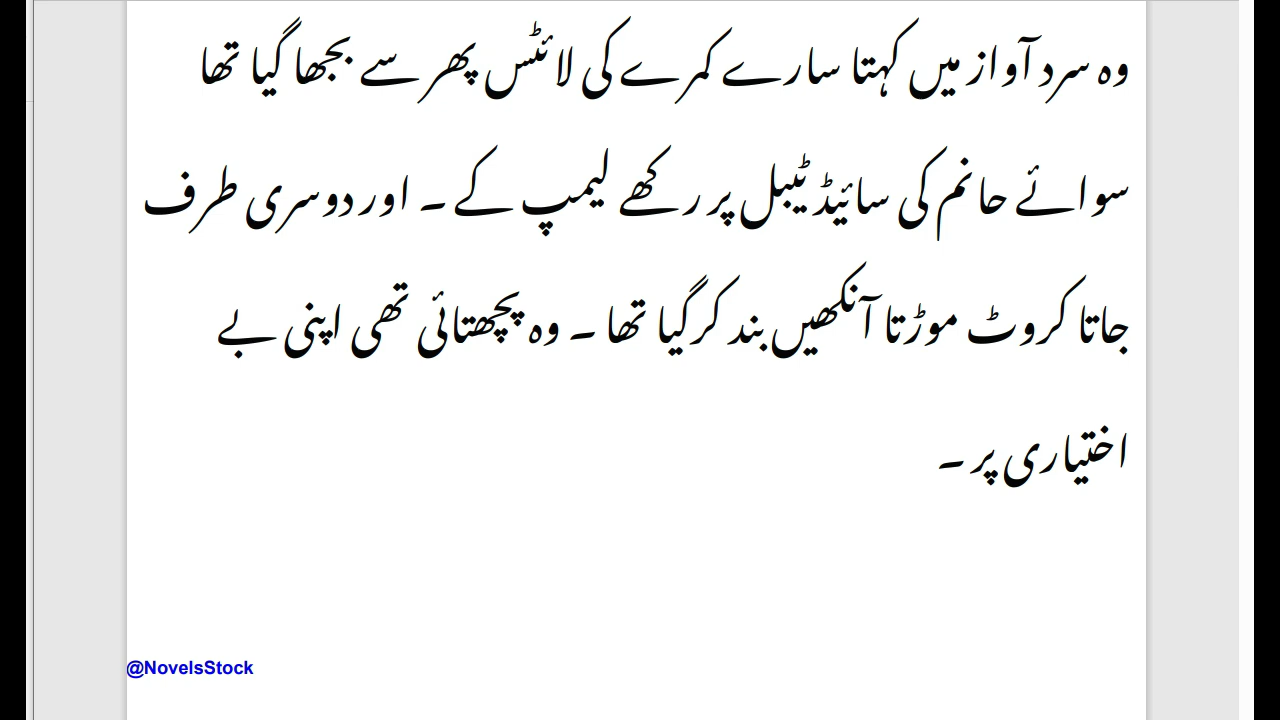 وہ سرد آواز میں کہتا سارے کمرے کی لائٹس پھر سے بجھا گیا تھا
سوائے حانم کی سائیڈ ٹیبل پر رکھے لیمپ کے ۔ اور دوسری طرف
جاتا کروٹ موڑتا آنکھیں بند کرگیا تھا ۔ وہ پچھتائی تھی اپنی بے
اختیاری پر ۔
@NovelsStock